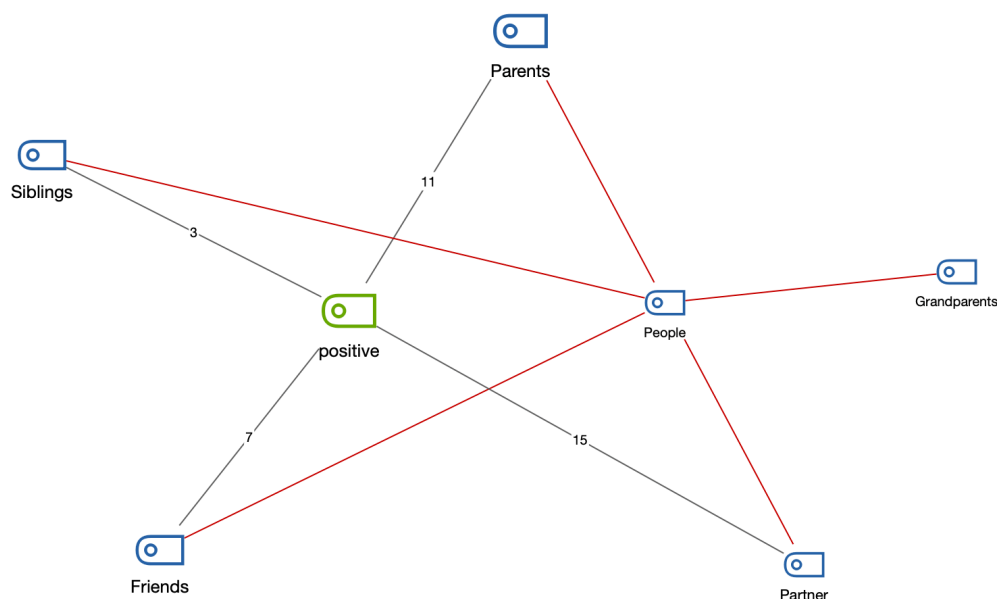 Parents
11
Siblings
3
Grandparents
People
positive
7
15
Friends
Partner